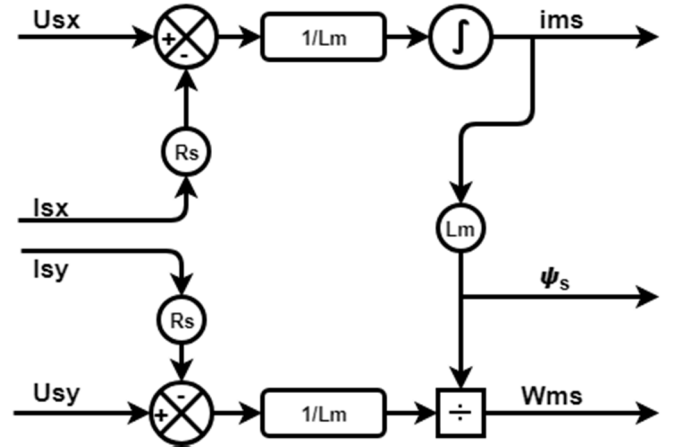 Usx
+
-
1/Lm
∫
ims
Rs
Isx
Lm
Isy
ψs
Rs
Usy
-
+
1/Lm
÷
Wms